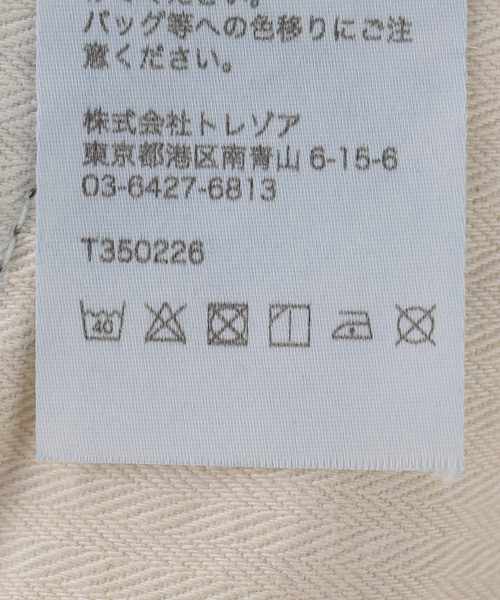 バッグ等への色移りにご注
意ください。
株式会社トレゾア
東京都港区南青山 6-15-6
03-6427-6813
T350226
40